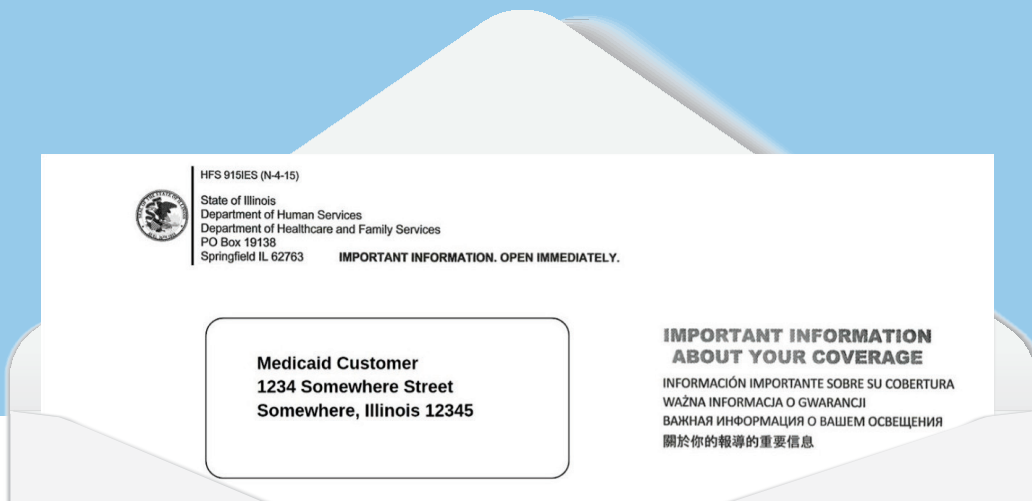 HFS 915IES (N-4-15)
State of Illinois
Department of Human Services
Department of Healthcare and Family Services
PO Box 19138
Springfield IL 62763
IMPORTANT INFORMATION. OPEN IMMEDIATELY.
Medicaid Customer
1234 Somewhere Street
Somewhere, Illinois 12345
IMPORTANT INFORMATION
ABOUT YOUR COVERAGE
INFORMACIÓN IMPORTANTE SOBRE SU COBERTURA
WAŻNA INFORMACJA O GWARANCJI
ВАЖНАЯ ИНФОРМАЦИЯ О ВАШЕМ ОСВЕЩЕНИЯ
關於你的報導的重要信息